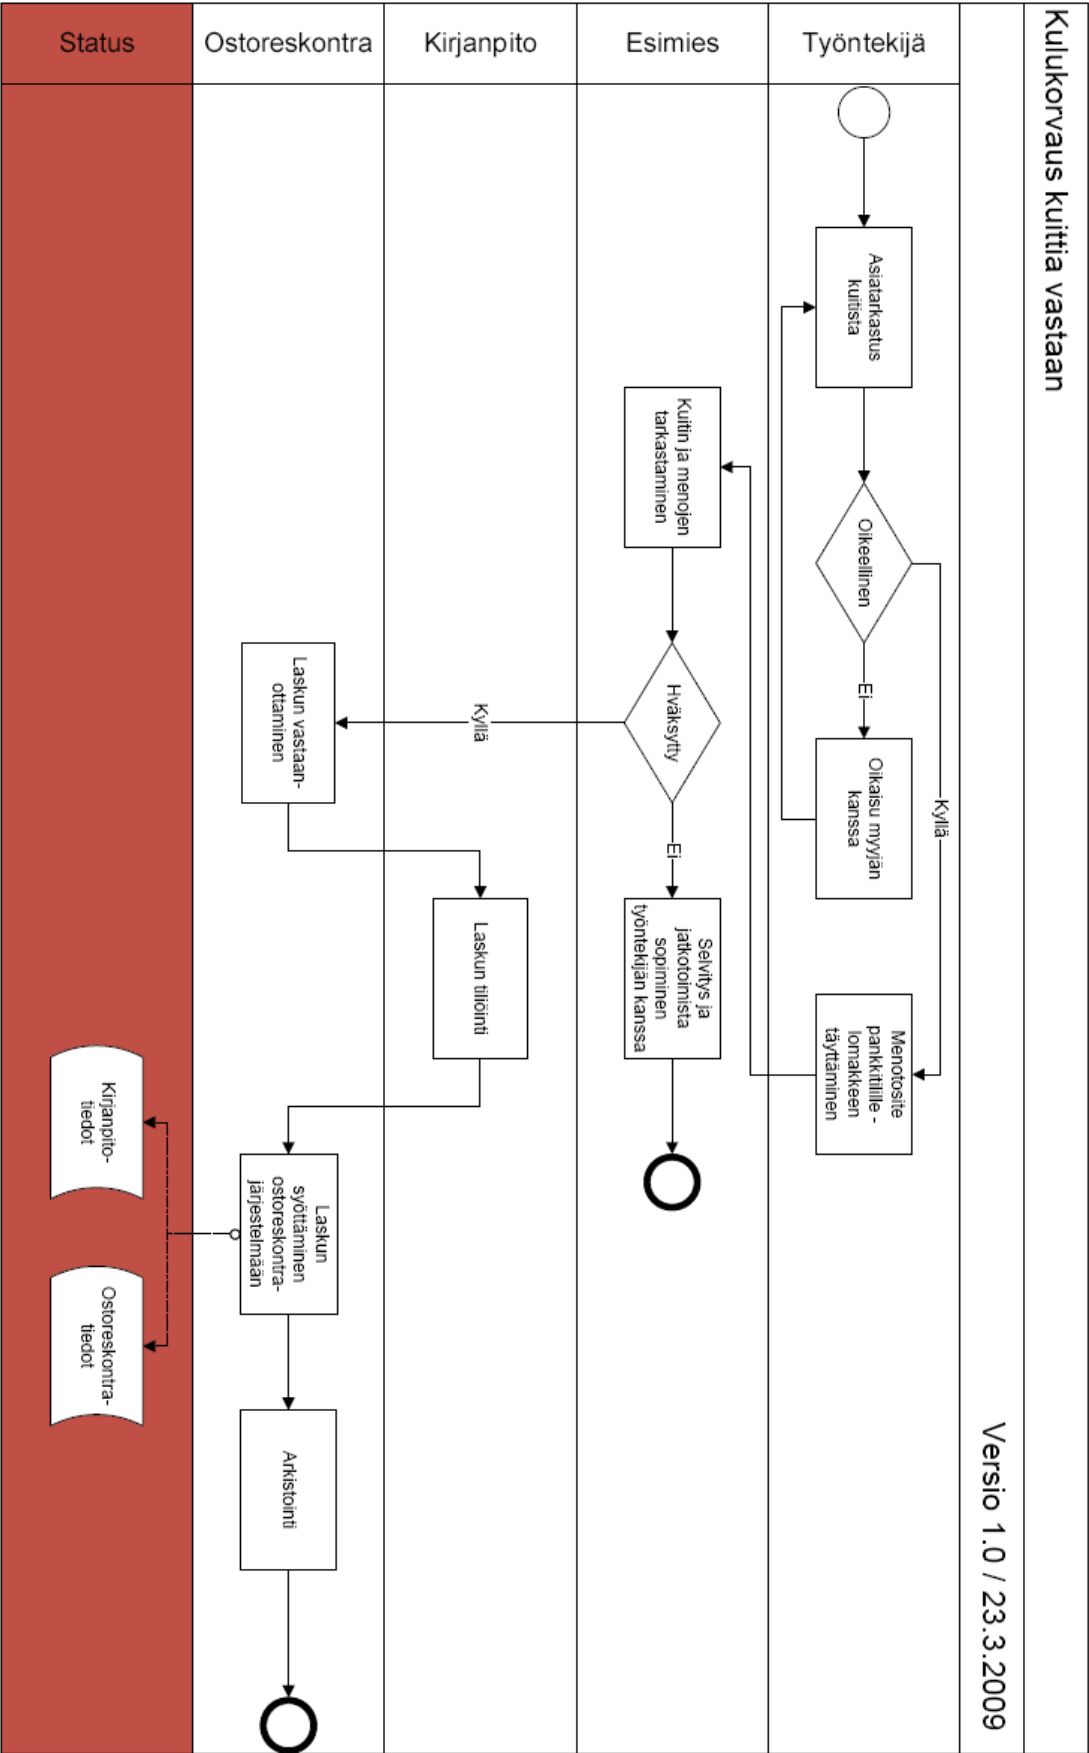 Kulukorvaus kuittia vastaan
Versio 1.0 / 23.3.2009
Työntekijä
Asiatarkastus
kuitista
Oikeellinen
Ei
Oikaisu myyjän
kanssa
Kyllä
Menotosite
pankkitilille -
lomakkeen
täyttäminen
Esimies
Kuitin ja menojen
tarkastaminen
Hväksytty
Ei
Selvitys ja
jatkotoimista
sopiminen
työntekijän kanssa
Kyllä
Kirjanpito
Laskun tiliöinti
Ostoreskontra
Laskun vastaan-
ottaminen
Laskun
syöttäminen
ostoreskontra-
järjestelmään
Arkistointi
Status
Kirjanpito-
tiedot
Ostoreskontra-
tiedot